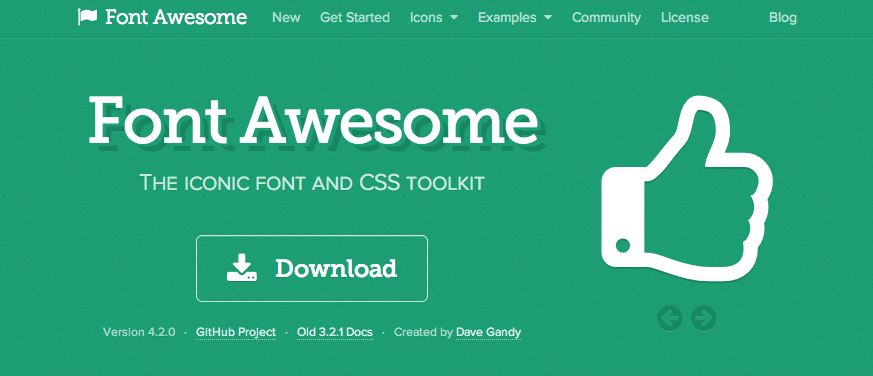 Font Awesome New Get Started Icons Examples Community License Blog
Font Awesome
The iconic font and CSS toolkit
Download
Version 4.2.0 · GitHub Project · Old 3.2.1 Docs · Created by Dave Gandy